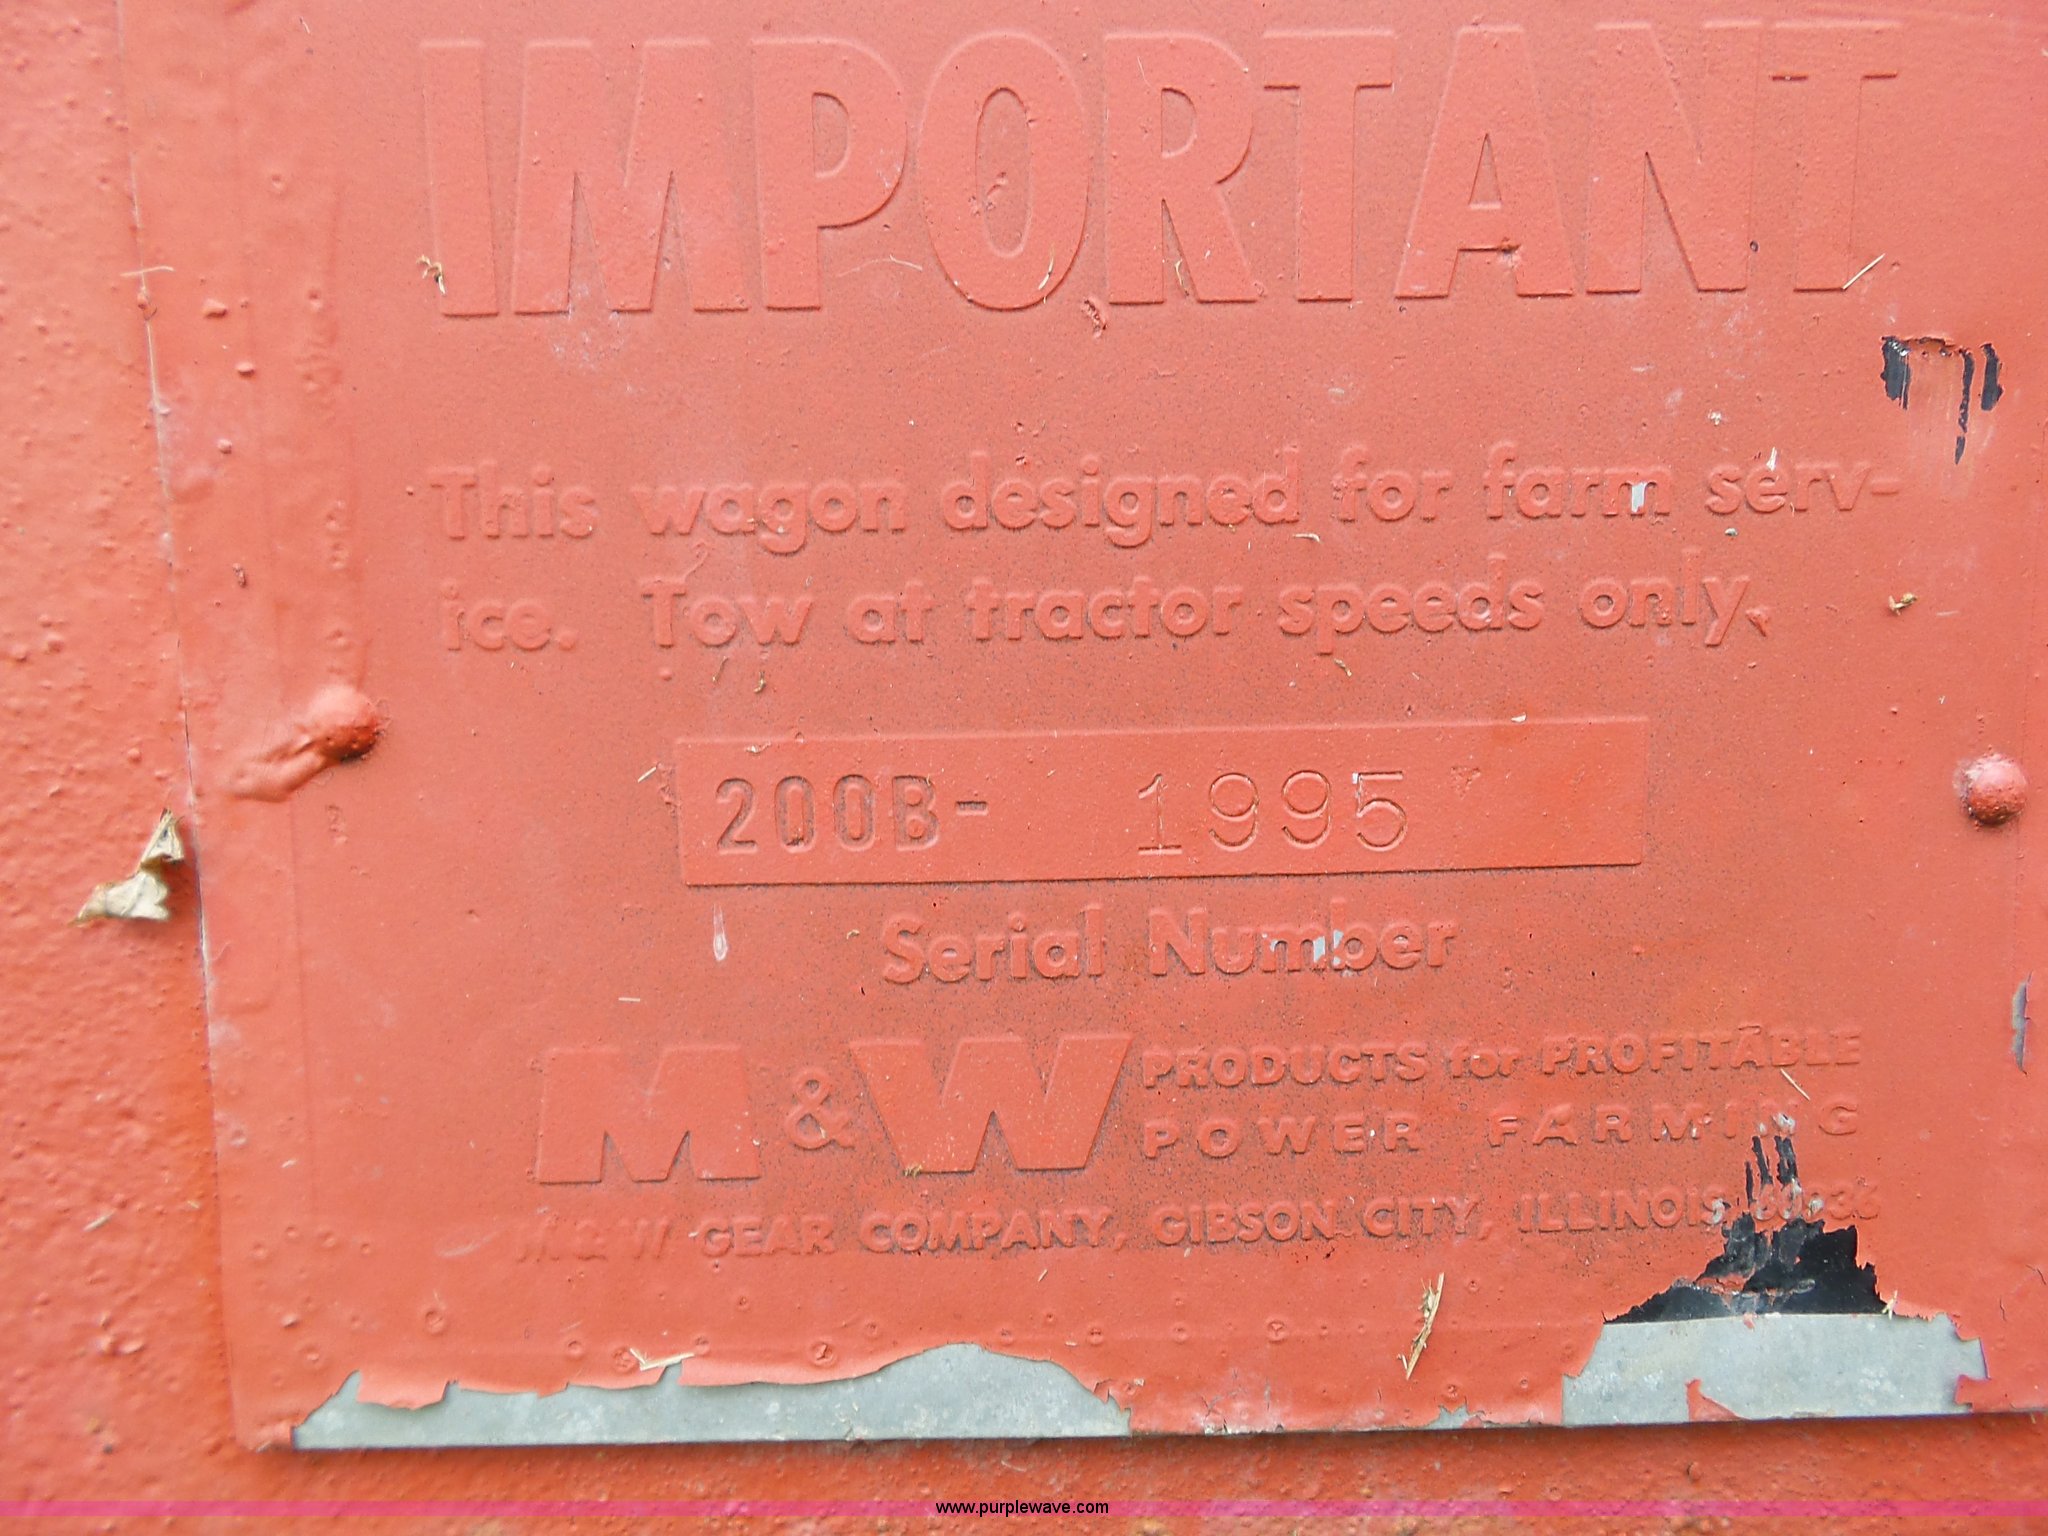 IMPORTANT
This wagon designed for farm serv-
ice. Tow at tractor speeds only.
200B- 1995
Serial Number
M & W PRODUCTS for PROFITABLE
POWER FARMING
M & W GEAR COMPANY, GIBSON CITY, ILLINOIS
www.purplewave.com